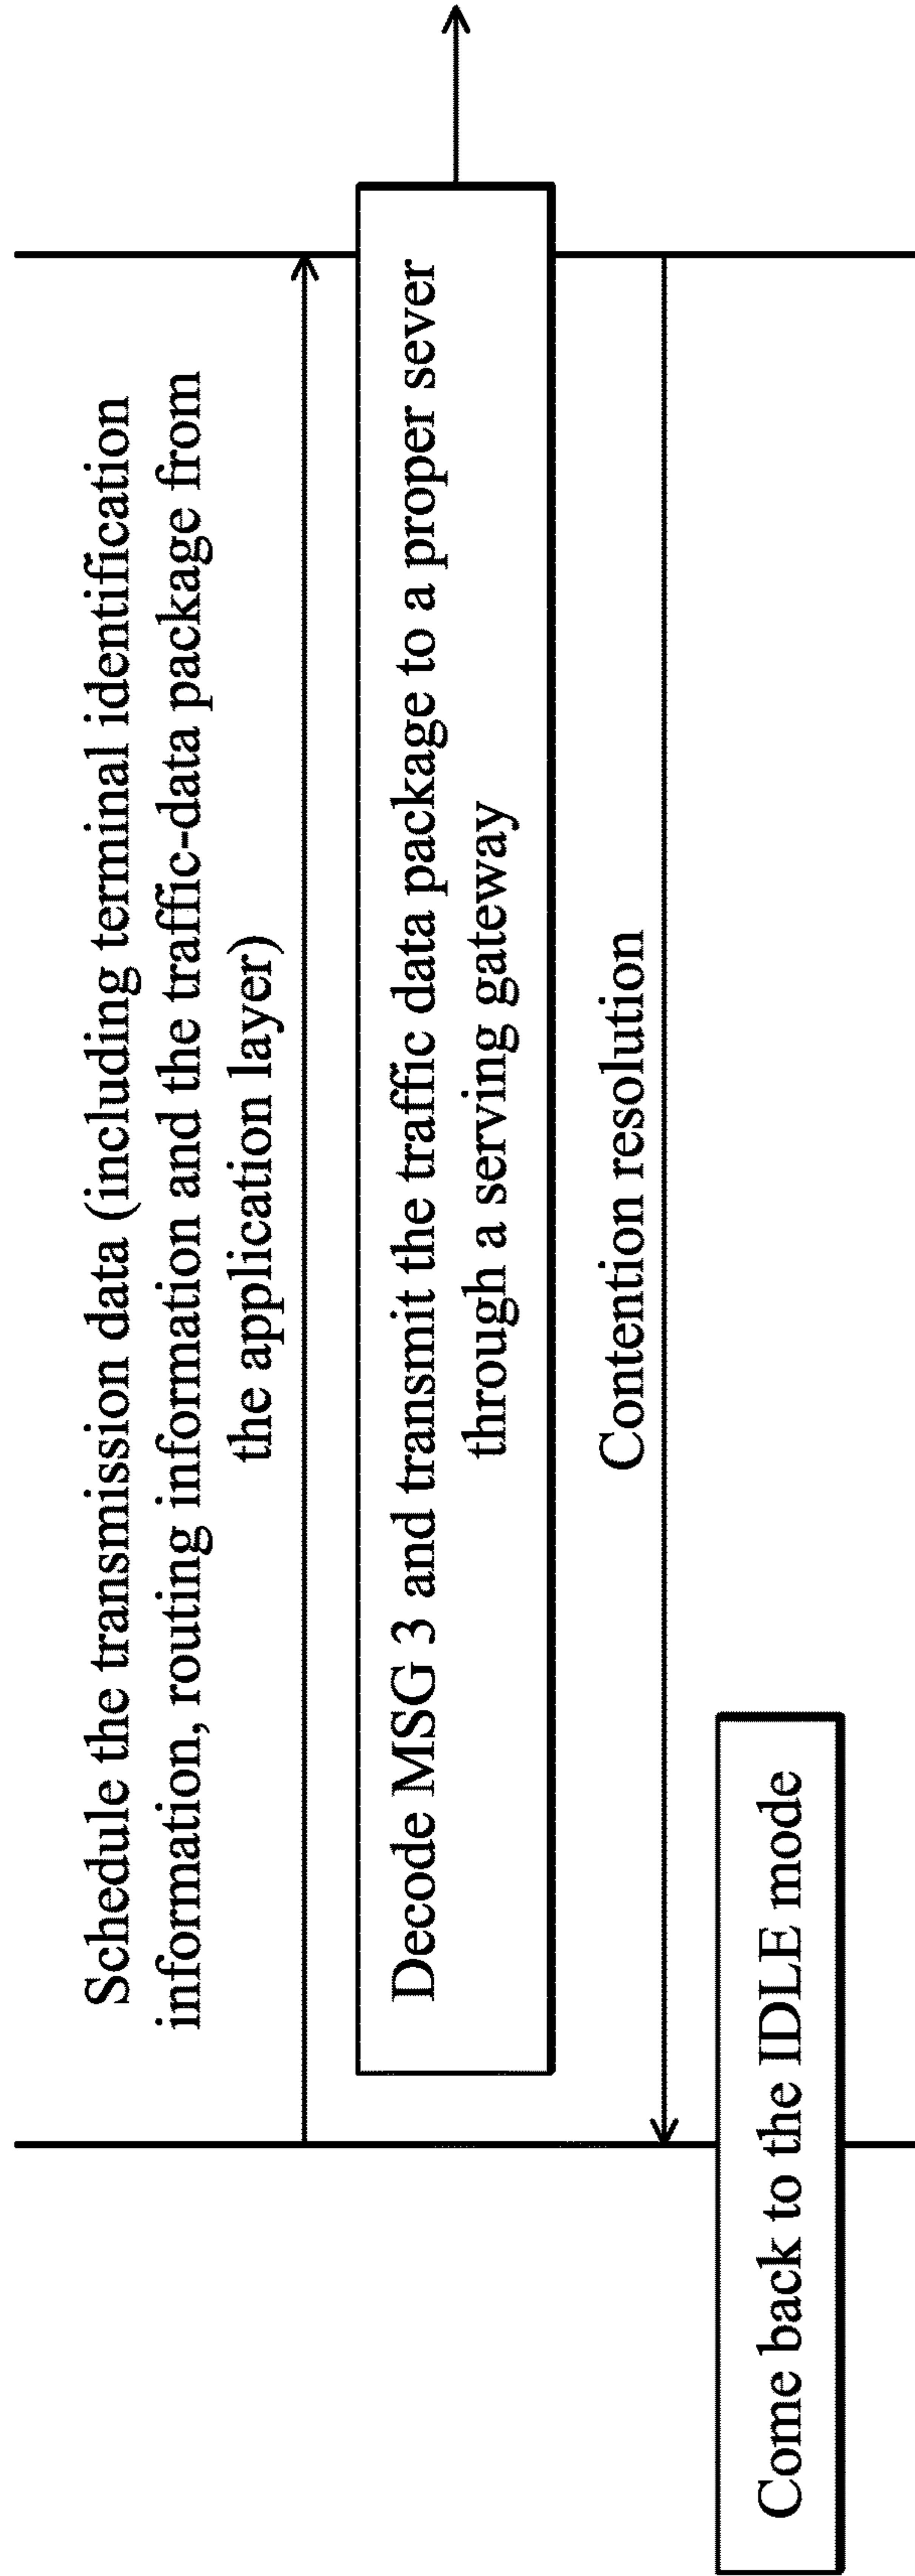 Schedule the transmission data (including terminal identification
information, routing information and the traffic-data package from
the application layer)
Decode MSG 3 and transmit the traffic data package to a proper sever
through a serving gateway
Contention resolution
Come back to the IDLE mode